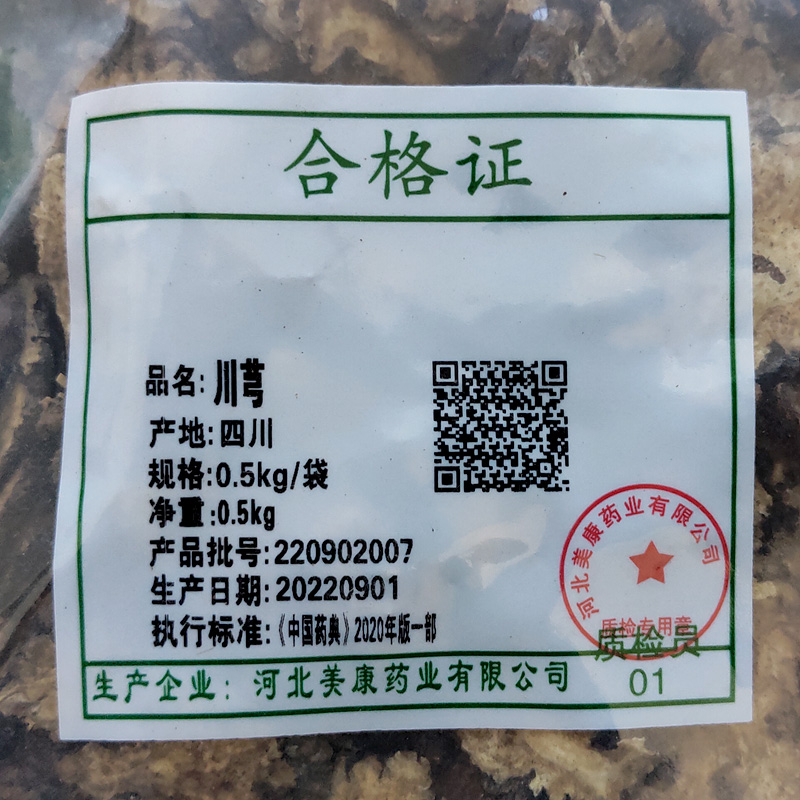 合格证
品名:川芎
产地:四川
规格:0.5kg/袋
净重:0.5kg
产品批号:220902007
生产日期:20220901
执行标准:《中国药典》2020年版一部
河北美康药业有限公司
质检专用章
质检员
01
生产企业：河北美康药业有限公司